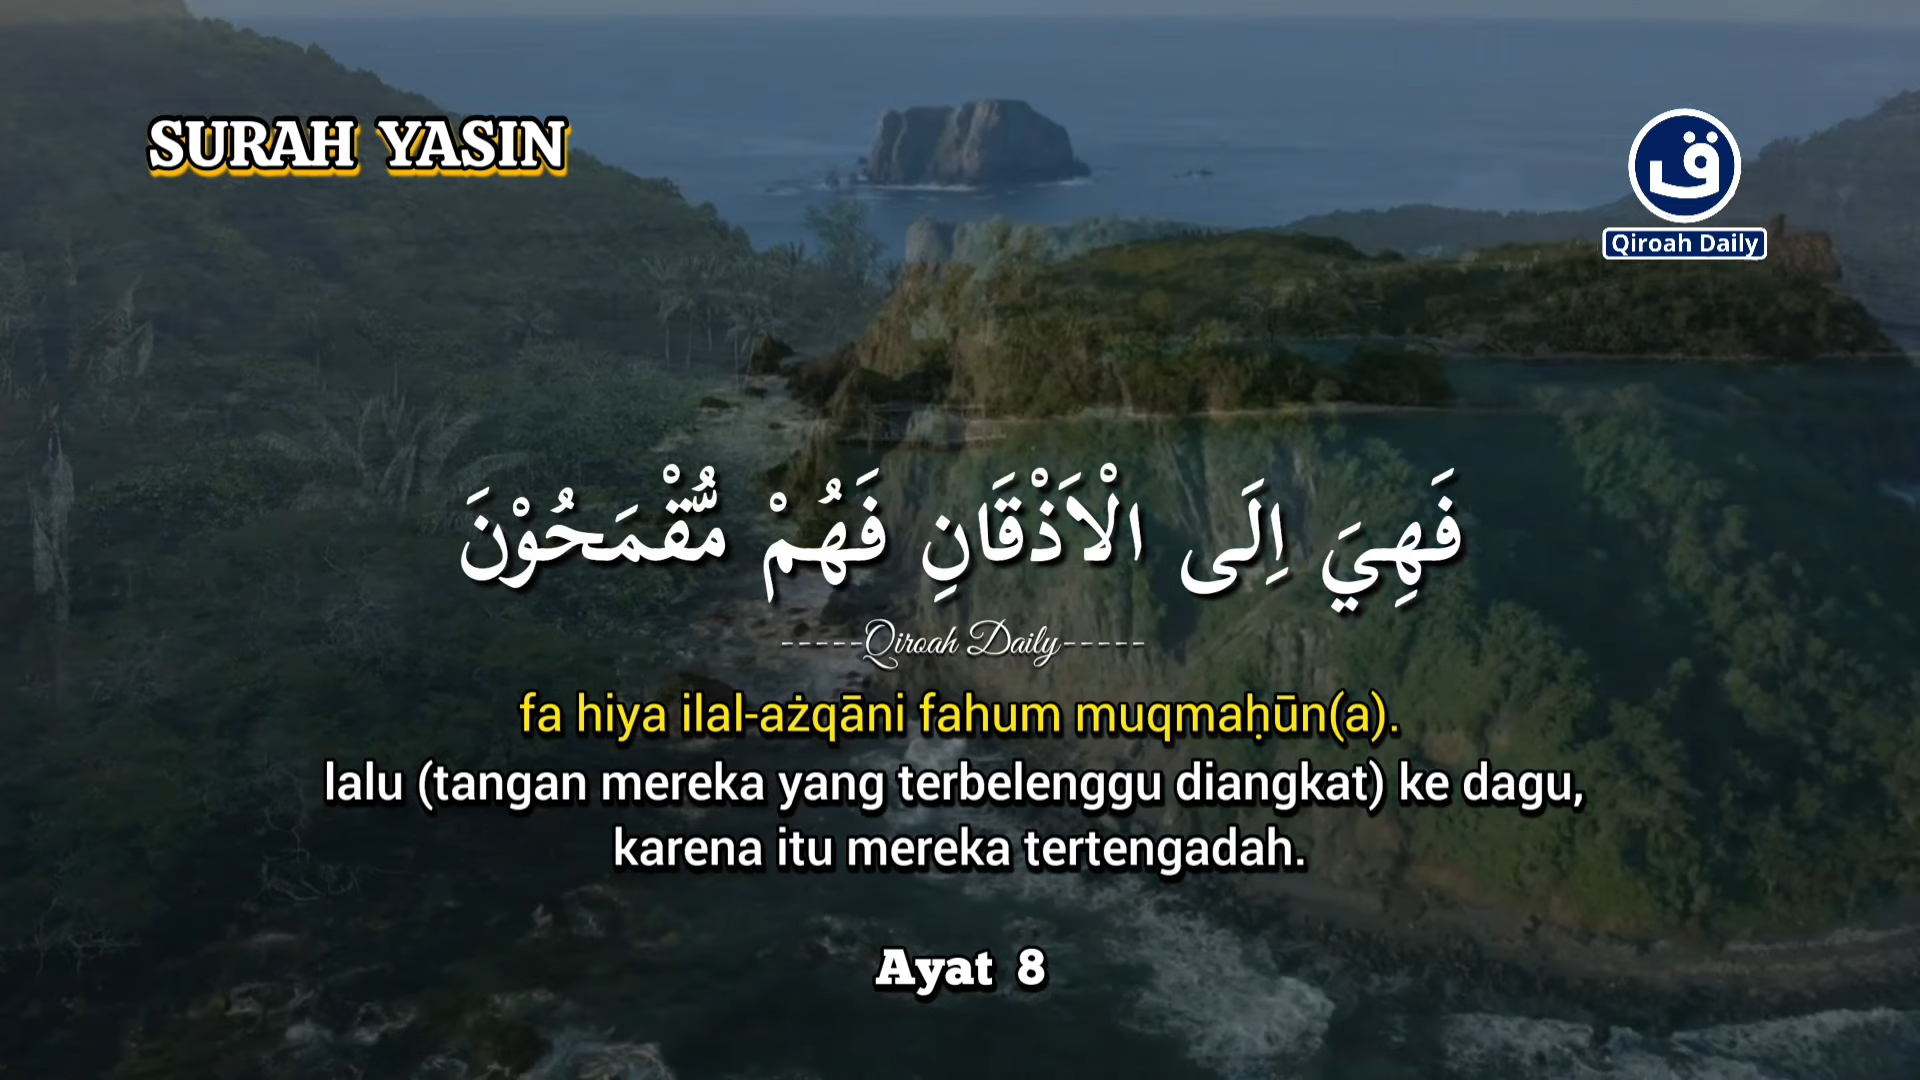 SURAH YASIN
ق
Qiroah Daily
فَهِيَ اِلَى الْاَذْقَانِ فَهُمْ مُّقْمَحُوْنَ
-----Qiroah Daily-----
fa hiya ilal-ażqāni fahum muqmaḥūn(a).
lalu (tangan mereka yang terbelenggu diangkat) ke dagu,
karena itu mereka tertengadah.
Ayat 8